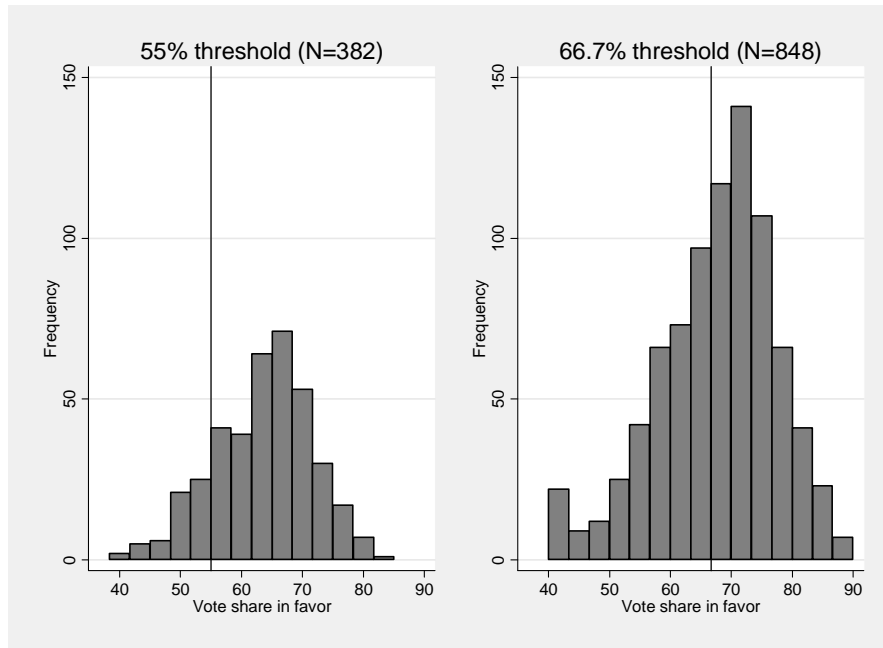 55% threshold (N=382)
150
100
50
0
Frequency
40 50 60 70 80 90
Vote share in favor
66.7% threshold (N=848)
150
100
50
0
Frequency
40 50 60 70 80 90
Vote share in favor